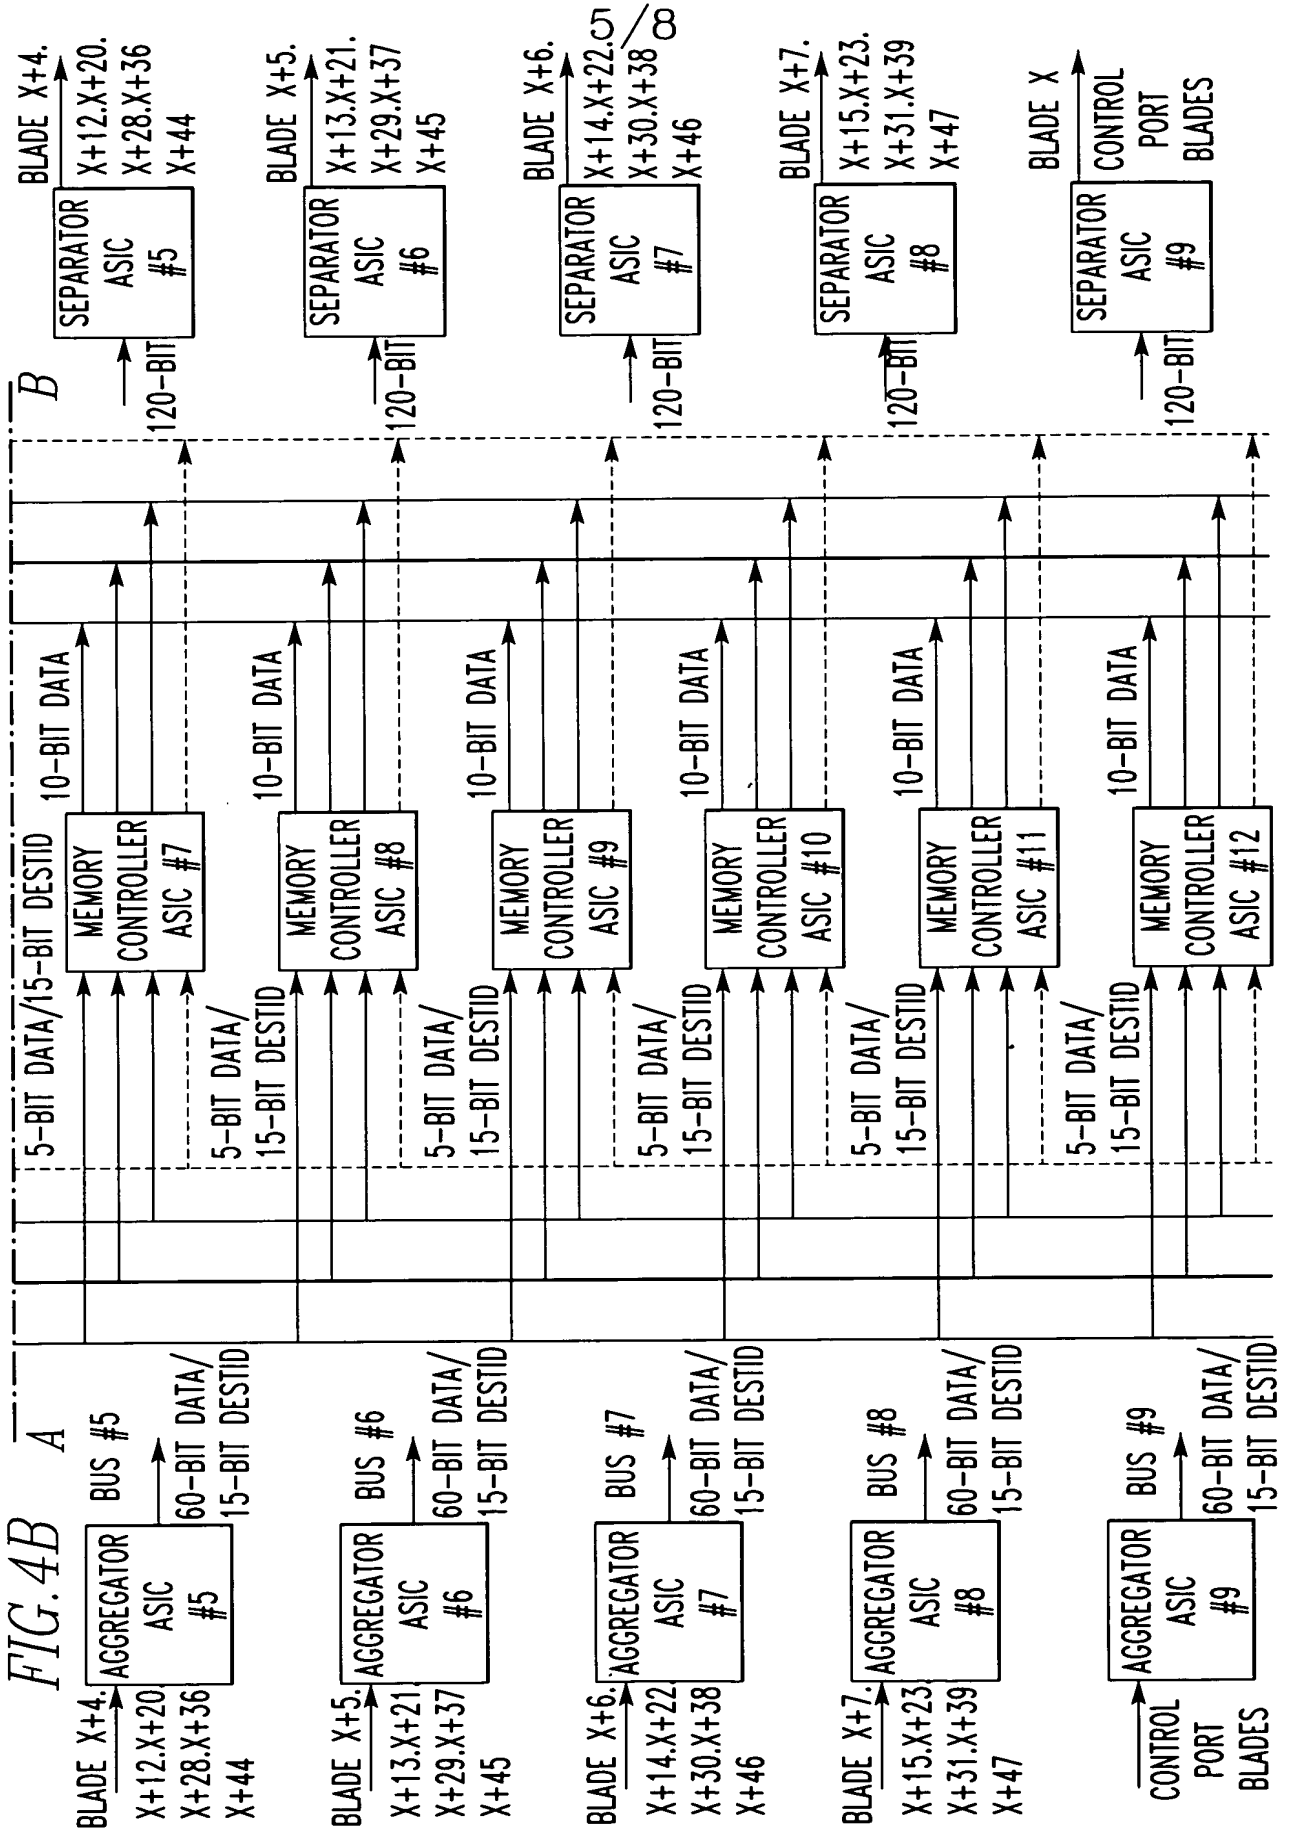 5/8
FIG.4B
A
B
BLADE X+4.
X+12.X+20.
X+28.X+36
X+44
AGGREGATOR
ASIC
#5
BUS #5
60-BIT DATA/
15-BIT DESTID
BLADE X+5.
X+13.X+21.
X+29.X+37
X+45
AGGREGATOR
ASIC
#6
BUS #6
60-BIT DATA/
15-BIT DESTID
BLADE X+6.
X+14.X+22.
X+30.X+38
X+46
AGGREGATOR
ASIC
#7
BUS #7
60-BIT DATA/
15-BIT DESTID
BLADE X+7.
X+15.X+23.
X+31.X+39
X+47
AGGREGATOR
ASIC
#8
BUS #8
60-BIT DATA/
15-BIT DESTID
CONTROL
PORT
BLADES
AGGREGATOR
ASIC
#9
BUS #9
60-BIT DATA/
15-BIT DESTID
5-BIT DATA/15-BIT DESTID
MEMORY
CONTROLLER
ASIC #7
10-BIT DATA
5-BIT DATA/
15-BIT DESTID
MEMORY
CONTROLLER
ASIC #8
10-BIT DATA
5-BIT DATA/
15-BIT DESTID
MEMORY
CONTROLLER
ASIC #9
10-BIT DATA
5-BIT DATA/
15-BIT DESTID
MEMORY
CONTROLLER
ASIC #10
10-BIT DATA
5-BIT DATA/
15-BIT DESTID
MEMORY
CONTROLLER
ASIC #11
10-BIT DATA
5-BIT DATA/
15-BIT DESTID
MEMORY
CONTROLLER
ASIC #12
10-BIT DATA
120-BIT
SEPARATOR
ASIC
#5
BLADE X+4.
X+12.X+20.
X+28.X+36
X+44
120-BIT
SEPARATOR
ASIC
#6
BLADE X+5.
X+13.X+21.
X+29.X+37
X+45
120-BIT
SEPARATOR
ASIC
#7
BLADE X+6.
X+14.X+22.
X+30.X+38
X+46
120-BIT
SEPARATOR
ASIC
#8
BLADE X+7.
X+15.X+23.
X+31.X+39
X+47
120-BIT
SEPARATOR
ASIC
#9
BLADE X
CONTROL
PORT
BLADES